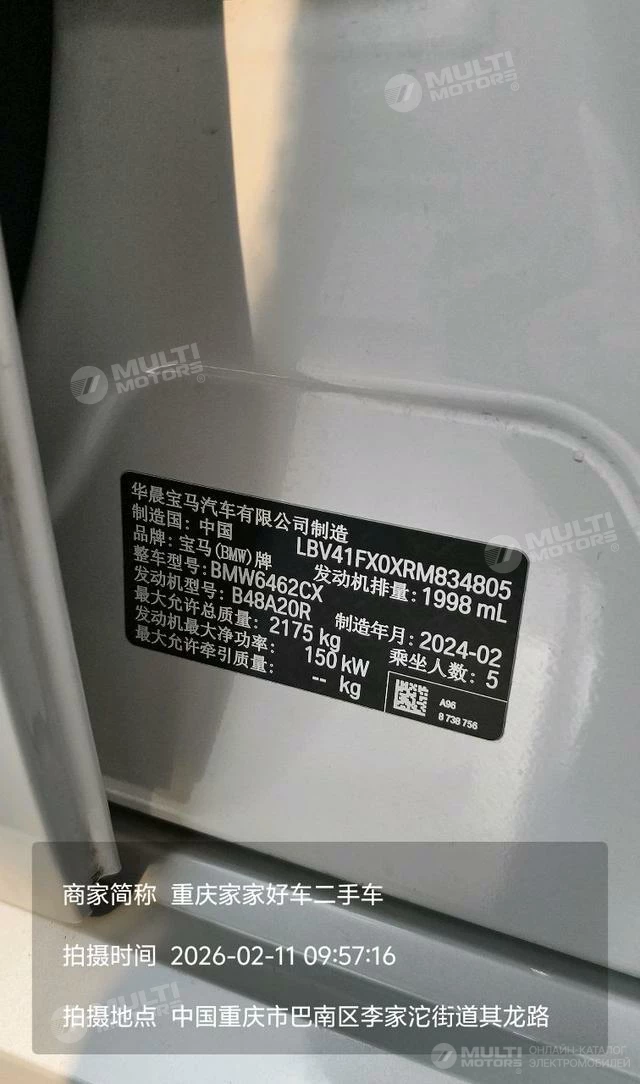 MULTI
MOTORS®
MULTI
MOTORS®
MULTI
MOTORS®
华晨宝马汽车有限公司制造
制造国: 中国 LBV41FX0XRM834805
品牌: 宝马(BMW)牌 发动机排量: 1998 mL
整车型号: BMW6462CX
发动机型号: B48A20R 制造年月: 2024-02
最大允许总质量: 2175 kg 乘坐人数: 5
发动机最大净功率: 150 kW
最大允许牵引质量: -- kg
A96
8 738 756
商家简称 重庆家家好车二手车
拍摄时间 2026-02-11 09:57:16
拍摄地点 中国重庆市巴南区李家沱街道其龙路
MULTI
MOTORS
MULTI
MOTORS®
ОНЛАЙН-КАТАЛОГ
ЭЛЕКТРОМОБИЛЕЙ